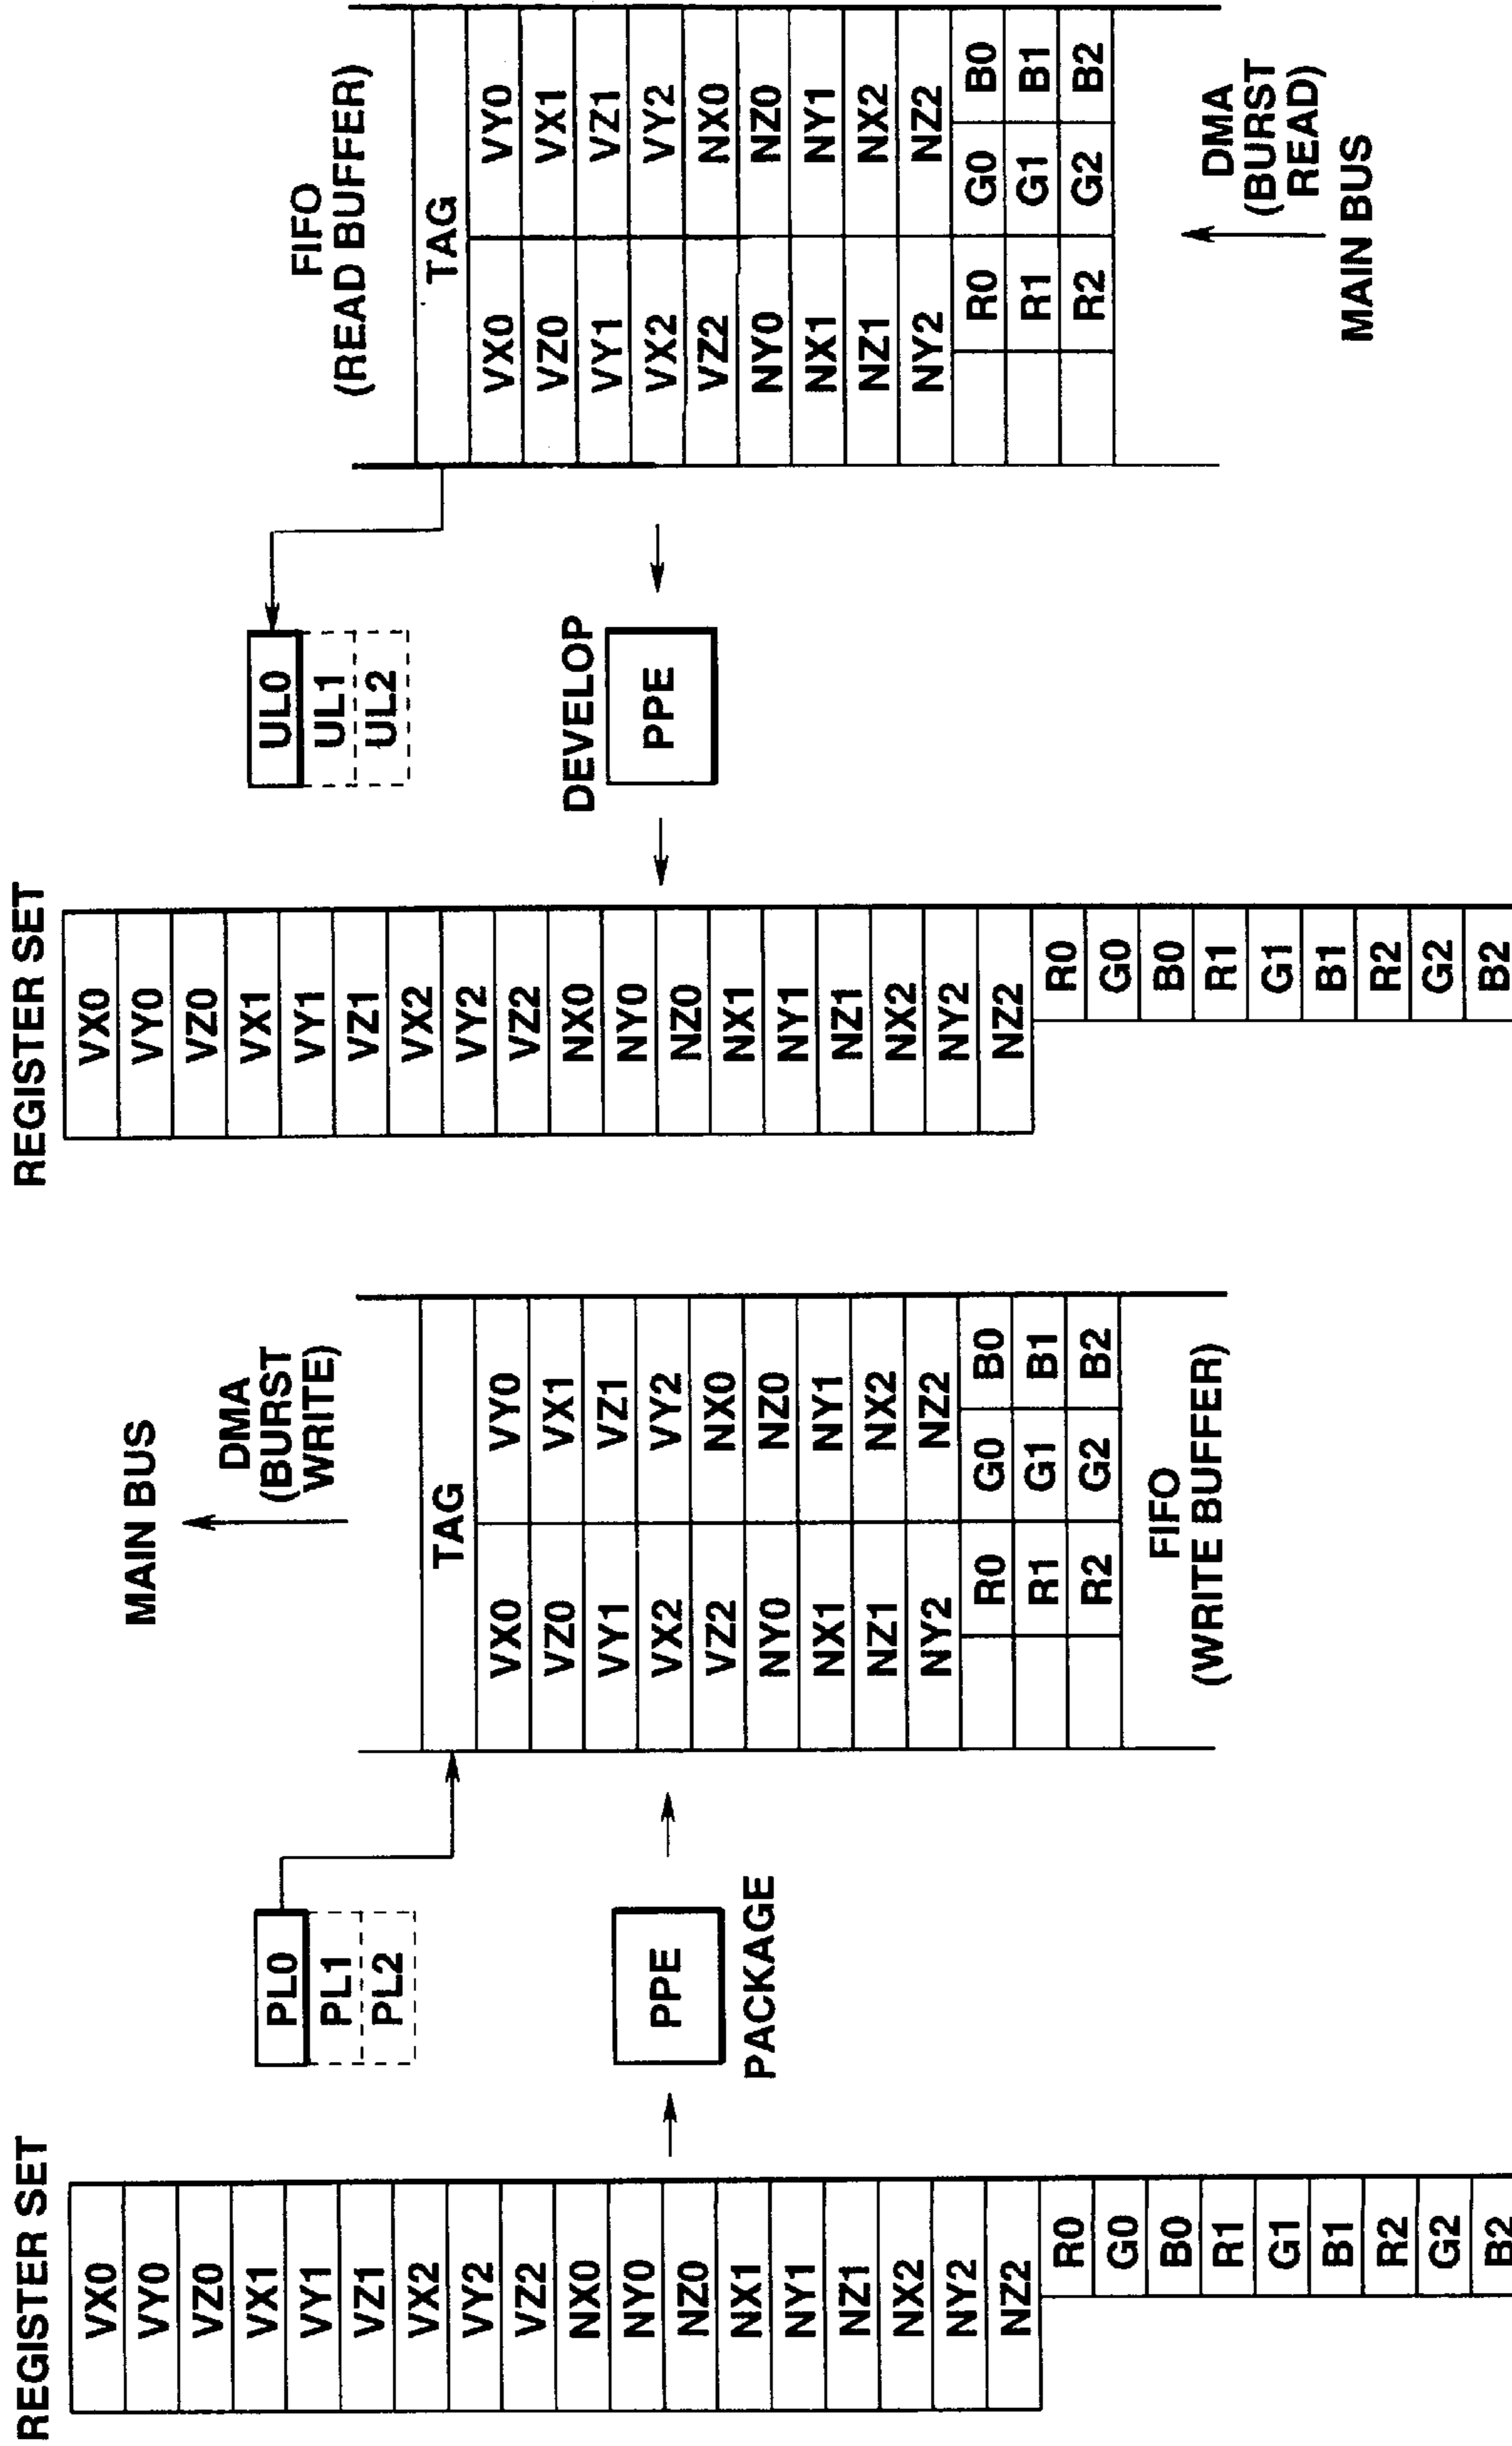 REGISTER SET
VX0
VY0
VZ0
VX1
VY1
VZ1
VX2
VY2
VZ2
NX0
NY0
NZ0
NX1
NY1
NZ1
NX2
NY2
NZ2
R0
G0
B0
R1
G1
B1
R2
G2
B2
PL0
PL1
PL2
PPE
PACKAGE
MAIN BUS
DMA
(BURST
WRITE)
TAG
VX0 VY0
VZ0 VX1
VY1 VZ1
VX2 VY2
VZ2 NX0
NY0 NZ0
NX1 NY1
NZ1 NX2
NY2 NZ2
R0 G0 B0
R1 G1 B1
R2 G2 B2
FIFO
(WRITE BUFFER)
REGISTER SET
VX0
VY0
VZ0
VX1
VY1
VZ1
VX2
VY2
VZ2
NX0
NY0
NZ0
NX1
NY1
NZ1
NX2
NY2
NZ2
R0
G0
B0
R1
G1
B1
R2
G2
B2
UL0
UL1
UL2
DEVELOP
PPE
FIFO
(READ BUFFER)
TAG
VX0 VY0
VZ0 VX1
VY1 VZ1
VX2 VY2
VZ2 NX0
NY0 NZ0
NX1 NY1
NZ1 NX2
NY2 NZ2
R0 G0 B0
R1 G1 B1
R2 G2 B2
DMA
(BURST
READ)
MAIN BUS